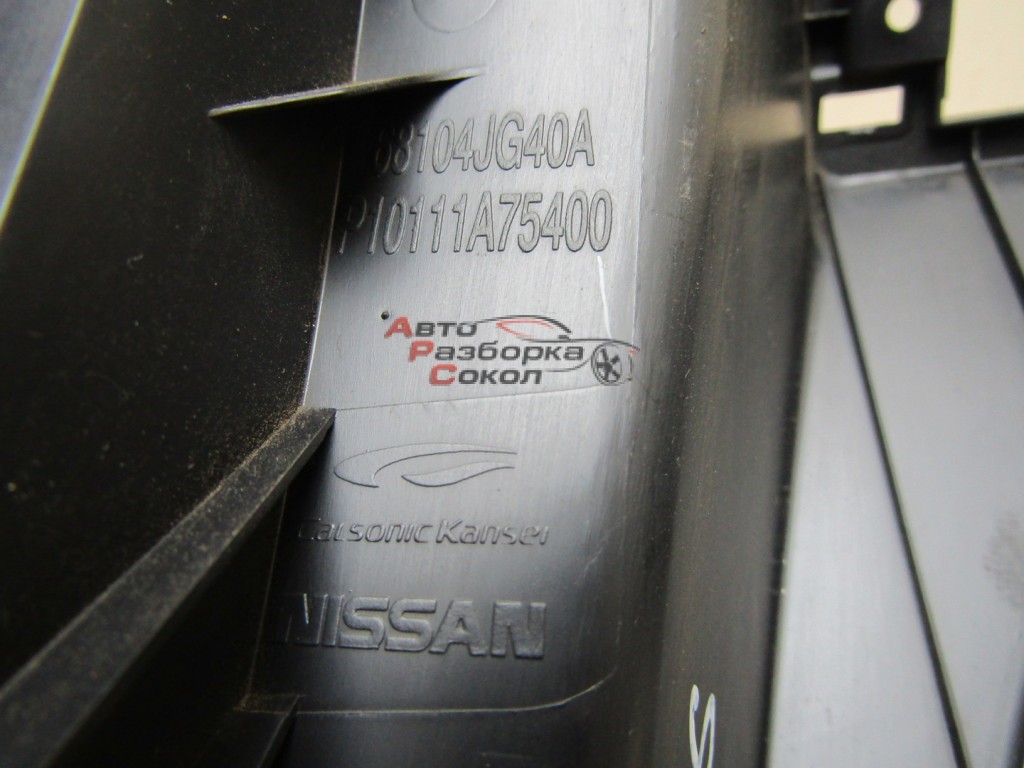 68104JG40A
P10111A75400
Авто
Разборка
Сокол
Calsonic Kansei
NISSAN